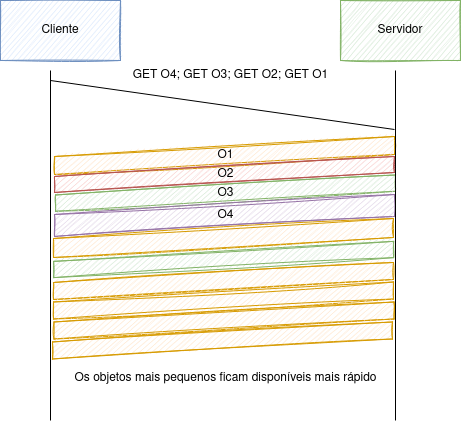 Cliente
Servidor
GET O4; GET O3; GET O2; GET O1
O1
O2
O3
O4
Os objetos mais pequenos ficam disponíveis mais rápido